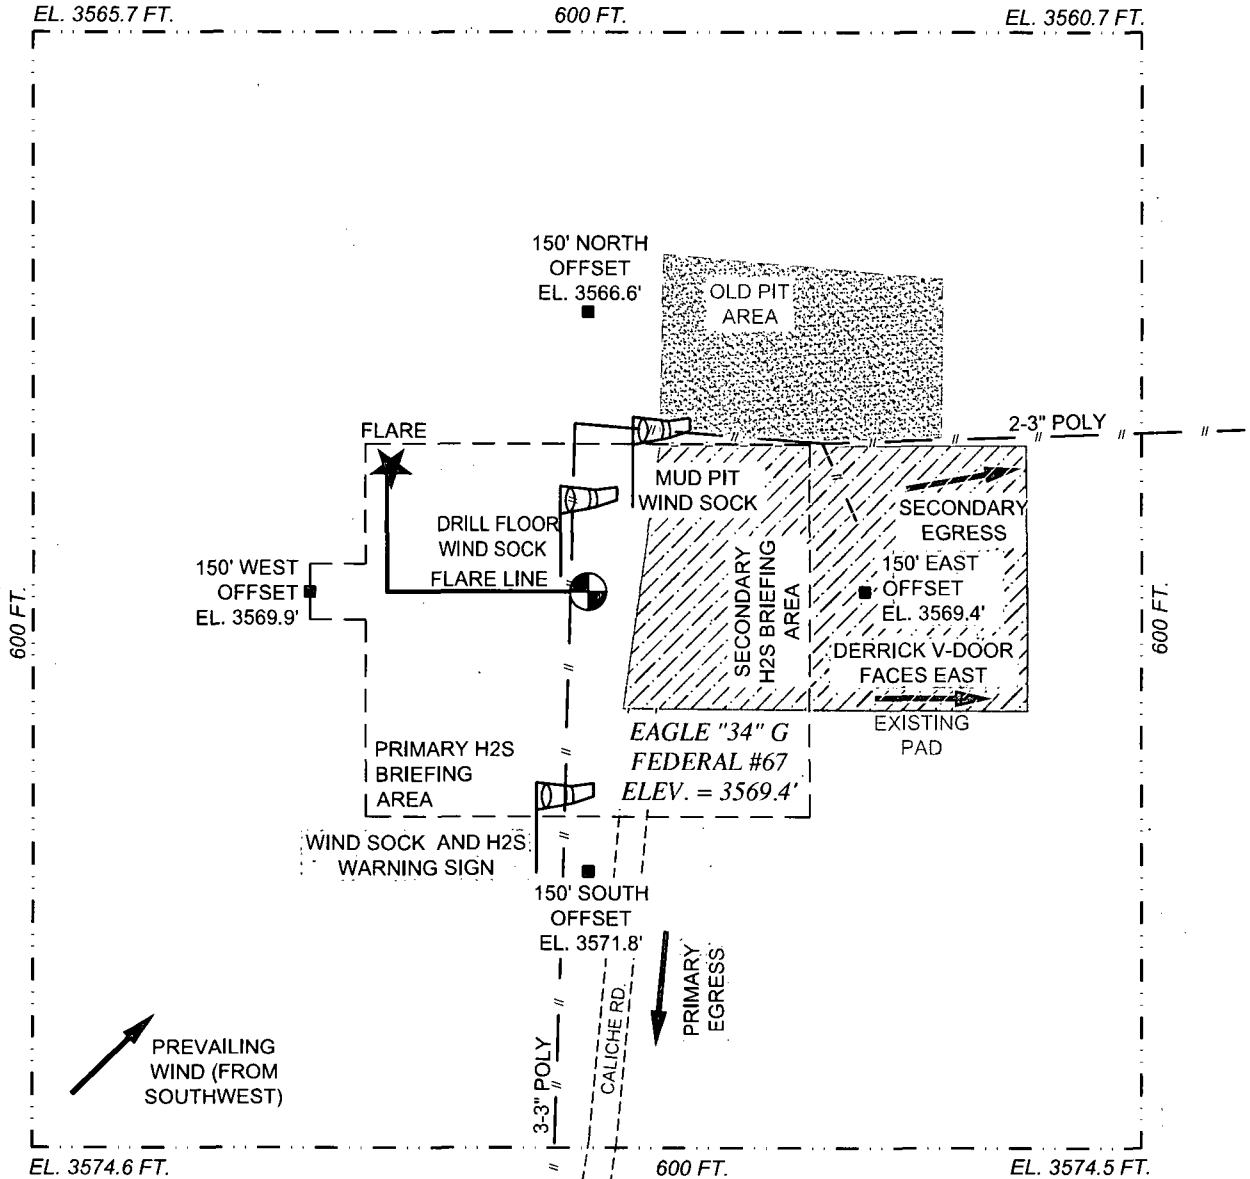 EL. 3565.7 FT.
600 FT.
EL. 3560.7 FT.
150' NORTH
OFFSET
EL. 3566.6'
OLD PIT
AREA
FLARE
2-3" POLY
MUD PIT
WIND SOCK
DRILL FLOOR
WIND SOCK
SECONDARY
EGRESS
150' WEST
OFFSET
EL. 3569.9'
FLARE LINE
SECONDARY
H2S BRIEFING
AREA
150' EAST
OFFSET
EL. 3569.4'
600 FT.
600 FT.
DERRICK V-DOOR
FACES EAST
EXISTING
PAD
EAGLE "34" G
FEDERAL #67
ELEV. = 3569.4'
PRIMARY H2S
BRIEFING
AREA
WIND SOCK AND H2S
WARNING SIGN
150' SOUTH
OFFSET
EL. 3571.8'
PRIMARY
EGRESS
CALICHE RD.
3-3" POLY
PREVAILING
WIND (FROM
SOUTHWEST)
EL. 3574.6 FT.
600 FT.
EL. 3574.5 FT.